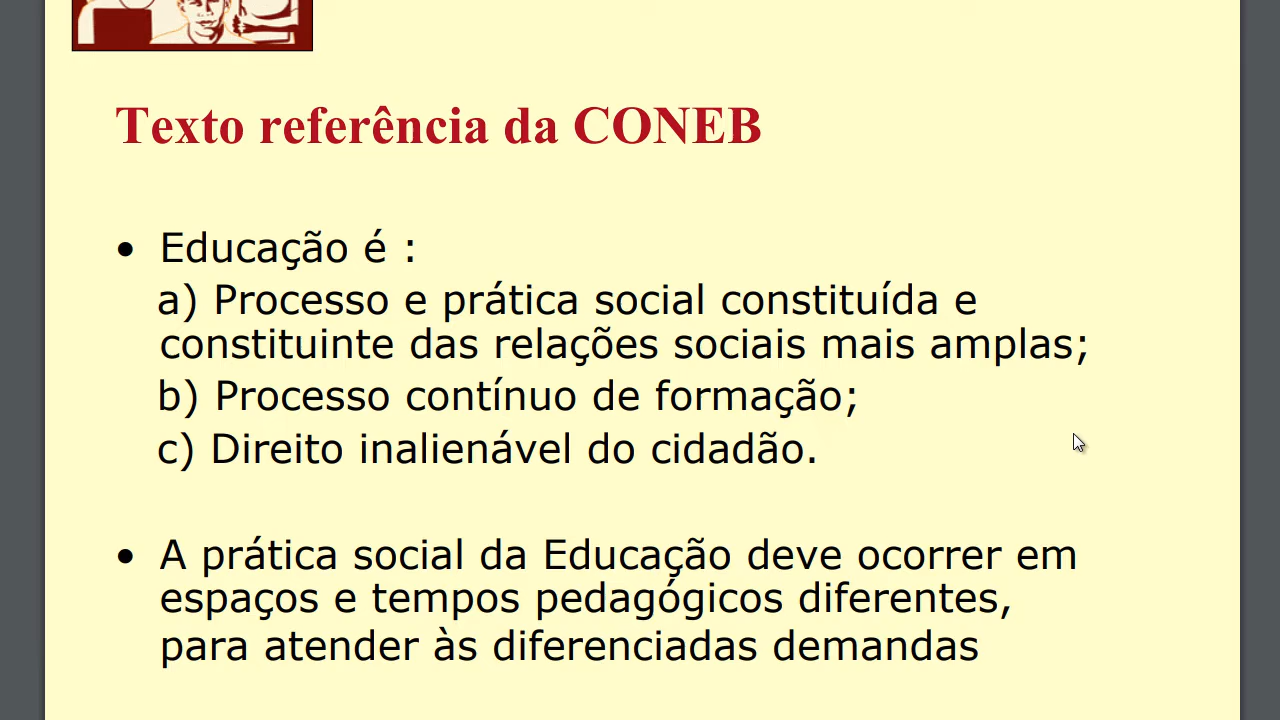 Texto referência da CONEB
• Educação é :
a) Processo e prática social constituída e
constituinte das relações sociais mais amplas;
b) Processo contínuo de formação;
c) Direito inalienável do cidadão.
• A prática social da Educação deve ocorrer em
espaços e tempos pedagógicos diferentes,
para atender às diferenciadas demandas